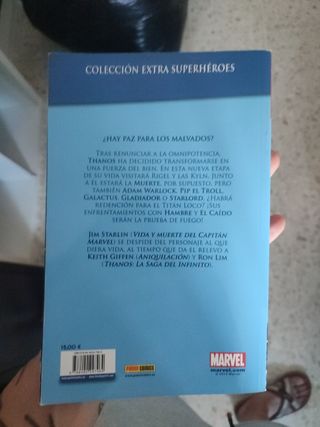 COLECCIÓN EXTRA SUPERHÉROES
¿HAY PAZ PARA LOS MALVADOS?
TRAS RENUNCIAR A LA OMNIPOTENCIA,
THANOS HA DECIDIDO TRANSFORMARSE EN
UNA FUERZA DEL BIEN. EN ESTA NUEVA ETAPA
DE SU VIDA VISITARÁ RIGEL Y LAS KYLN. JUNTO
A ÉL ESTARÁ LA MUERTE, POR SUPUESTO, PERO
TAMBIÉN ADAM WARLOCK, PIP EL TROLL,
GALACTUS, GLADIADOR O STARLORD. ¿HABRÁ
REDENCIÓN PARA EL TITÁN LOCO? ¿SUS
ENFRENTAMIENTOS CON HAMBRE Y EL CAÍDO
SERÁN LA PRUEBA DE FUEGO?
JIM STARLIN (VIDA Y MUERTE DEL CAPITÁN
MARVEL) SE DESPIDE DEL PERSONAJE AL QUE
DIERA VIDA, AL TIEMPO QUE DA EL RELEVO A
KEITH GIFFEN (ANIQUILACIÓN) Y RON LIM
(THANOS: LA SAGA DEL INFINITO).
15,00 €
PANINI COMICS
MARVEL
marvel.com